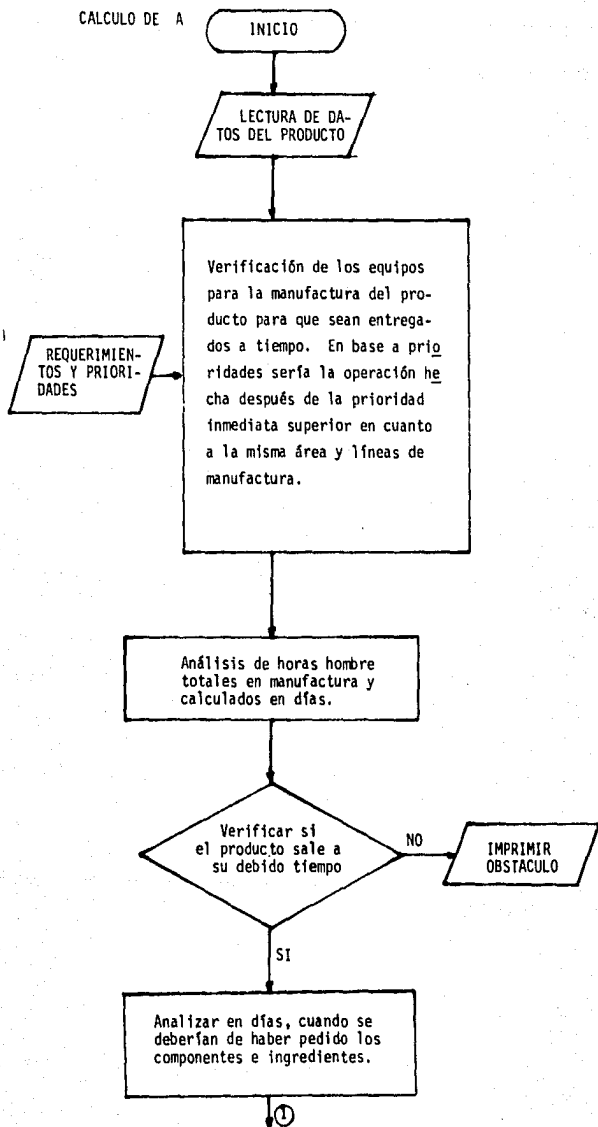 CALCULO DE A
INICIO
LECTURA DE DA-
TOS DEL PRODUCTO
Verificación de los equipos
para la manufactura del pro-
ducto para que sean entrega-
dos a tiempo. En base a prio
ridades sería la operación he
cha después de la prioridad
inmediata superior en cuanto
a la misma área y líneas de
manufactura.
REQUERIMIEN-
TOS Y PRIORI-
DADES
Análisis de horas hombre
totales en manufactura y
calculados en días.
Verificar si
el producto sale a
su debido tiempo
NO
IMPRIMIR
OBSTACULO
SI
Analizar en días, cuando se
deberían de haber pedido los
componentes e ingredientes.
1